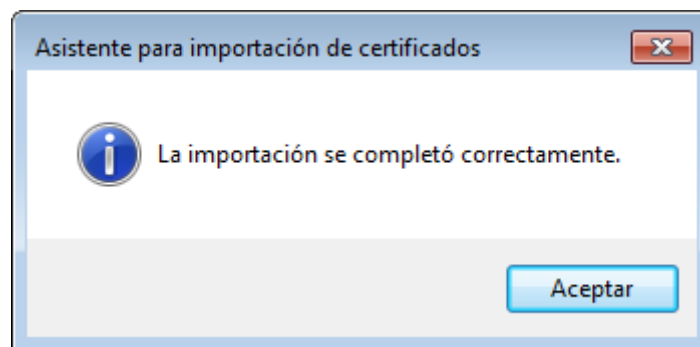 Asistente para importación de certificados
La importación se completó correctamente.
Aceptar